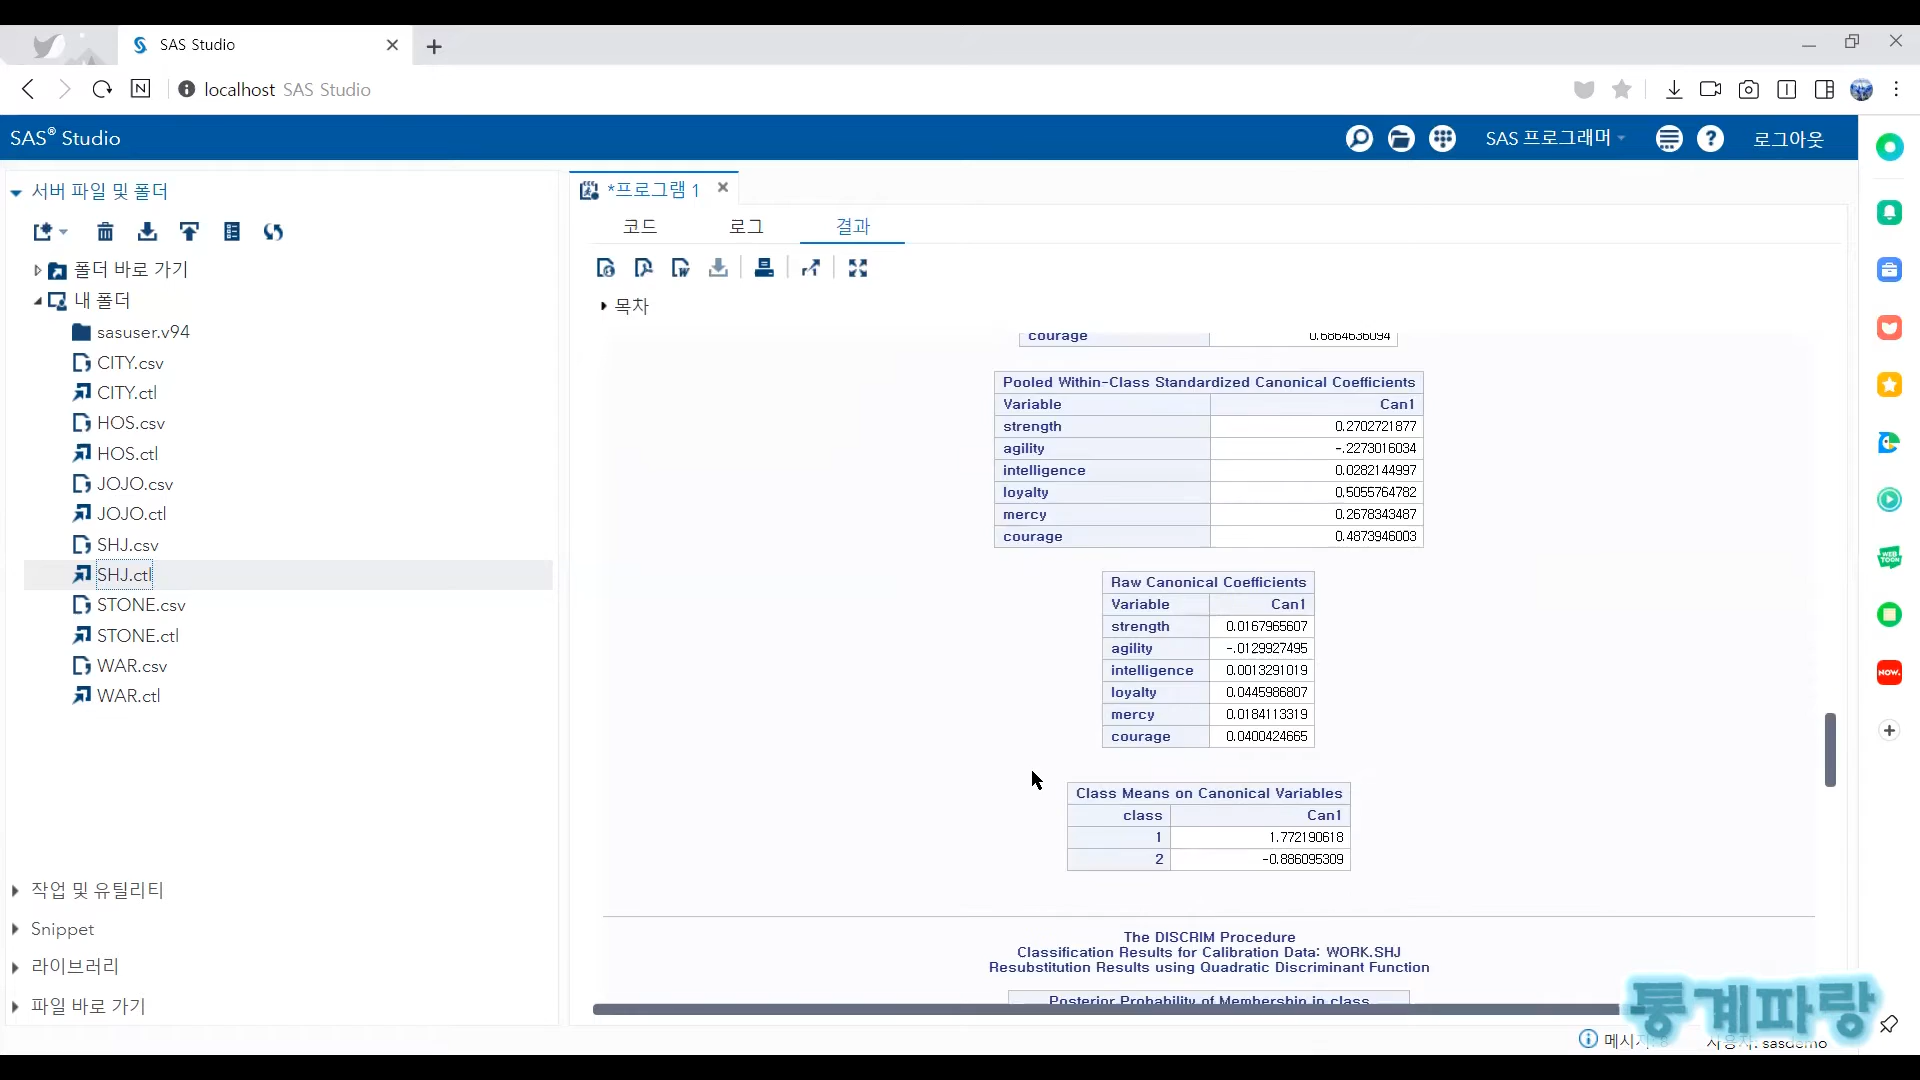 SAS Studio
localhost SAS Studio
SAS® Studio
SAS 프로그래머
로그아웃
서버 파일 및 폴더
폴더 바로 가기
내 폴더
sasuser.v94
CITY.csv
CITY.ctl
HOS.csv
HOS.ctl
JOJO.csv
JOJO.ctl
SHJ.csv
SHJ.ctl
STONE.csv
STONE.ctl
WAR.csv
WAR.ctl
작업 및 유틸리티
Snippet
라이브러리
파일 바로 가기
*프로그램 1
코드 로그 결과
목차
courage 0.6864636094
Pooled Within-Class Standardized Canonical Coefficients
Variable Can1
strength 0.2702721877
agility -.2273016034
intelligence 0.0282144997
loyalty 0.5055764782
mercy 0.2678343487
courage 0.4873946003
Raw Canonical Coefficients
Variable Can1
strength 0.0167965607
agility -.0129927495
intelligence 0.0013291019
loyalty 0.0445986807
mercy 0.0184113319
courage 0.0400424665
Class Means on Canonical Variables
class Can1
1 1.772190618
2 -0.886095309
The DISCRIM Procedure
Classification Results for Calibration Data: WORK.SHJ
Resubstitution Results using Quadratic Discriminant Function
Posterior Probability of Membership in class
WEB TOON
NOW.
통계파랑
사용자: sasdemo